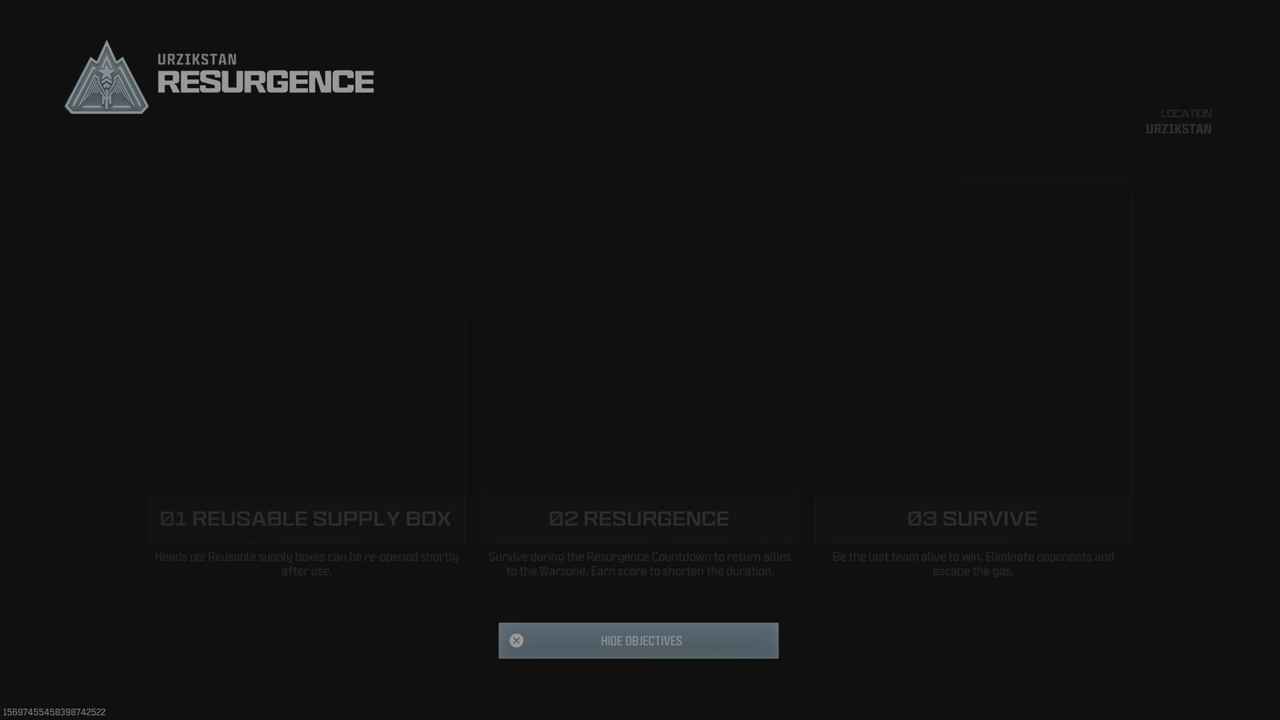 URZIKSTAN
RESURGENCE
LOCATION
URZIKSTAN
01 REUSABLE SUPPLY BOX
Heads up! Reusable supply boxes can be re-opened shortly
after use.
02 RESURGENCE
Survive during the Resurgence Countdown to return allies
to the Warzone. Earn score to shorten the duration.
03 SURVIVE
Be the last team alive to win. Eliminate opponents and
escape the gas.
HIDE OBJECTIVES
15697455458398742522